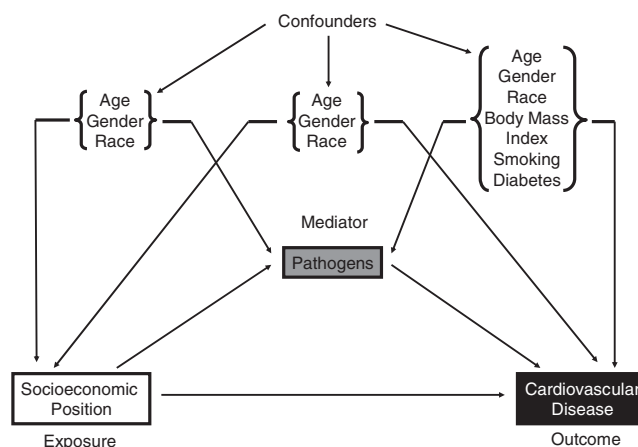 Confounders
Age
Gender
Race
Age
Gender
Race
Age
Gender
Race
Body Mass
Index
Smoking
Diabetes
Mediator
Pathogens
Socioeconomic
Position
Exposure
Cardiovascular
Disease
Outcome